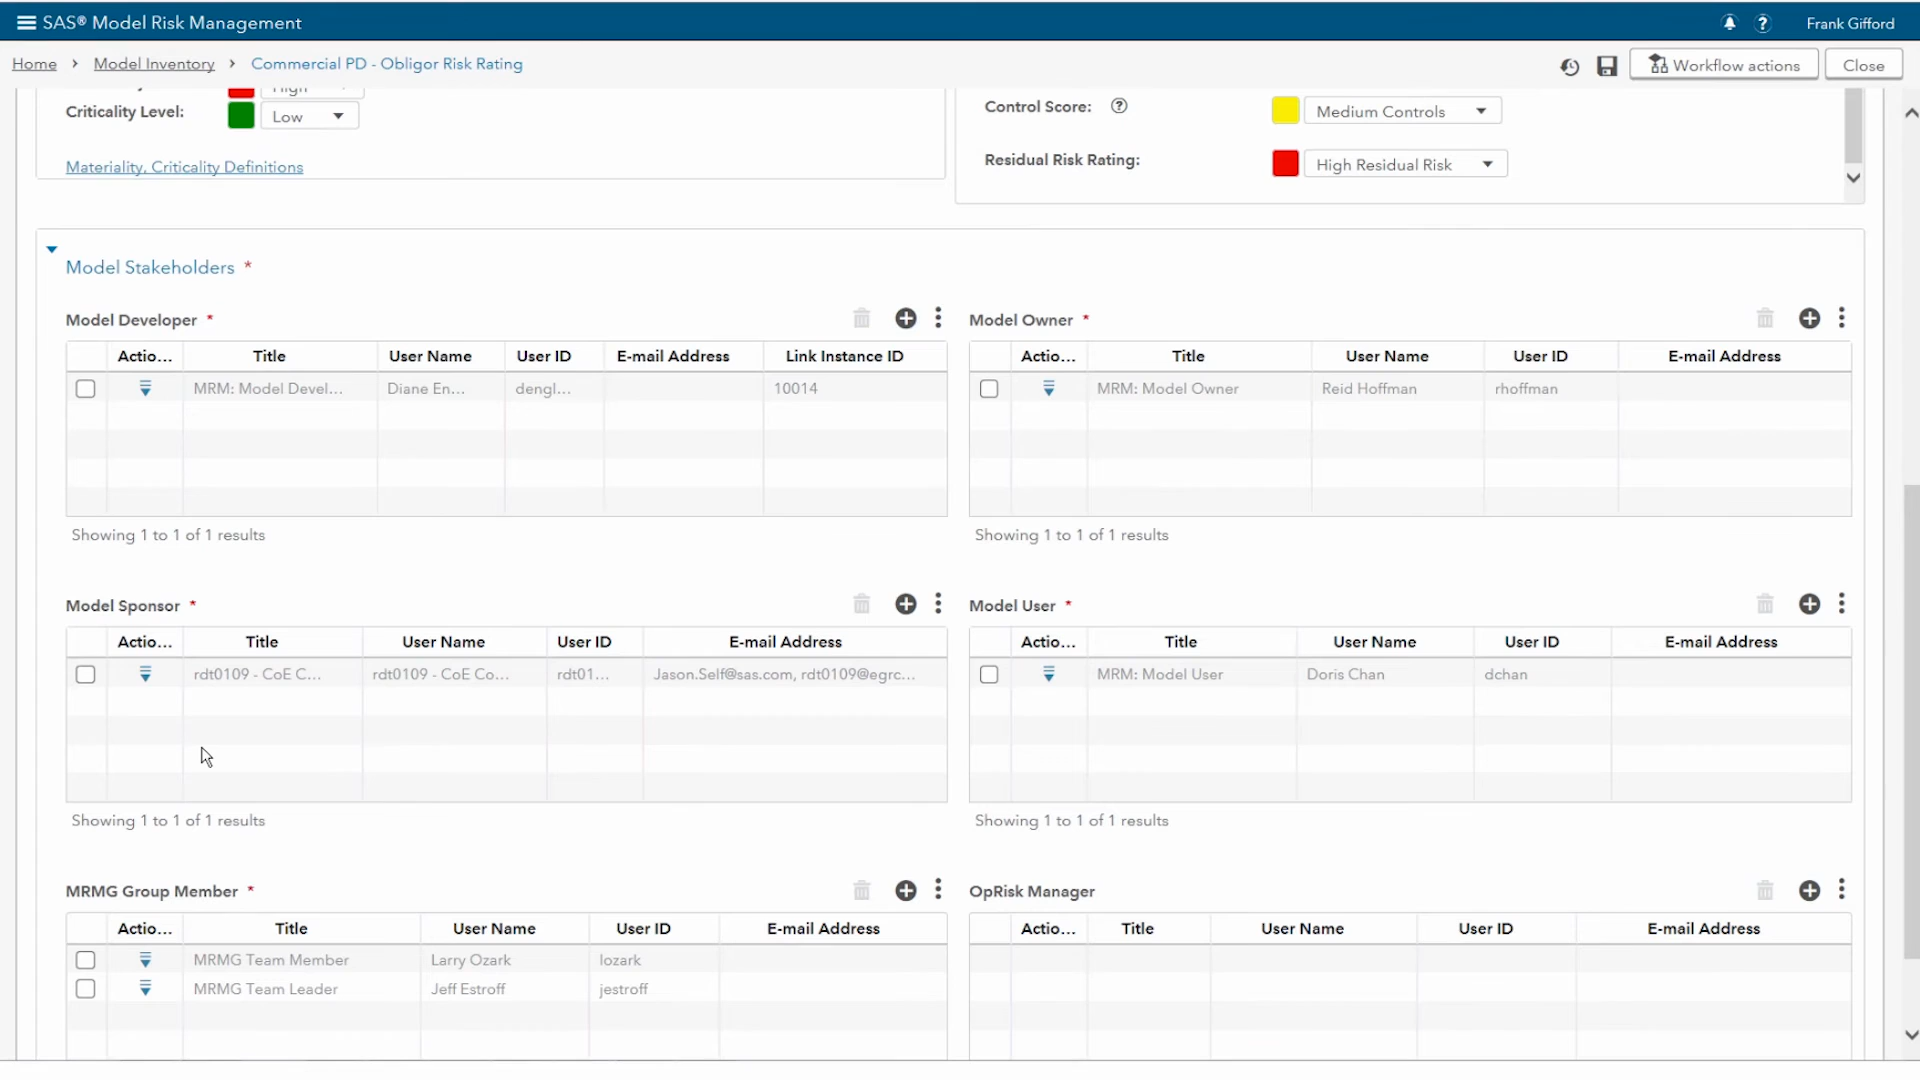 SAS® Model Risk Management
Frank Gifford
Home > Model Inventory > Commercial PD - Obligor Risk Rating
Workflow actions
Close
High
Criticality Level:
Low
Materiality, Criticality Definitions
Control Score:
Medium Controls
Residual Risk Rating:
High Residual Risk
Model Stakeholders *
Model Developer *
Actio... Title User Name User ID E-mail Address Link Instance ID
MRM: Model Devel... Diane En... dengl... 10014
Showing 1 to 1 of 1 results
Model Owner *
Actio... Title User Name User ID E-mail Address
MRM: Model Owner Reid Hoffman rhoffman
Showing 1 to 1 of 1 results
Model Sponsor *
Actio... Title User Name User ID E-mail Address
rdt0109 - CoE C... rdt0109 - CoE Co... rdt01... Jason.Self@sas.com, rdt0109@egrc...
Showing 1 to 1 of 1 results
Model User *
Actio... Title User Name User ID E-mail Address
MRM: Model User Doris Chan dchan
Showing 1 to 1 of 1 results
MRMG Group Member *
Actio... Title User Name User ID E-mail Address
MRMG Team Member Larry Ozark lozark
MRMG Team Leader Jeff Estroff jestroff
OpRisk Manager
Actio... Title User Name User ID E-mail Address